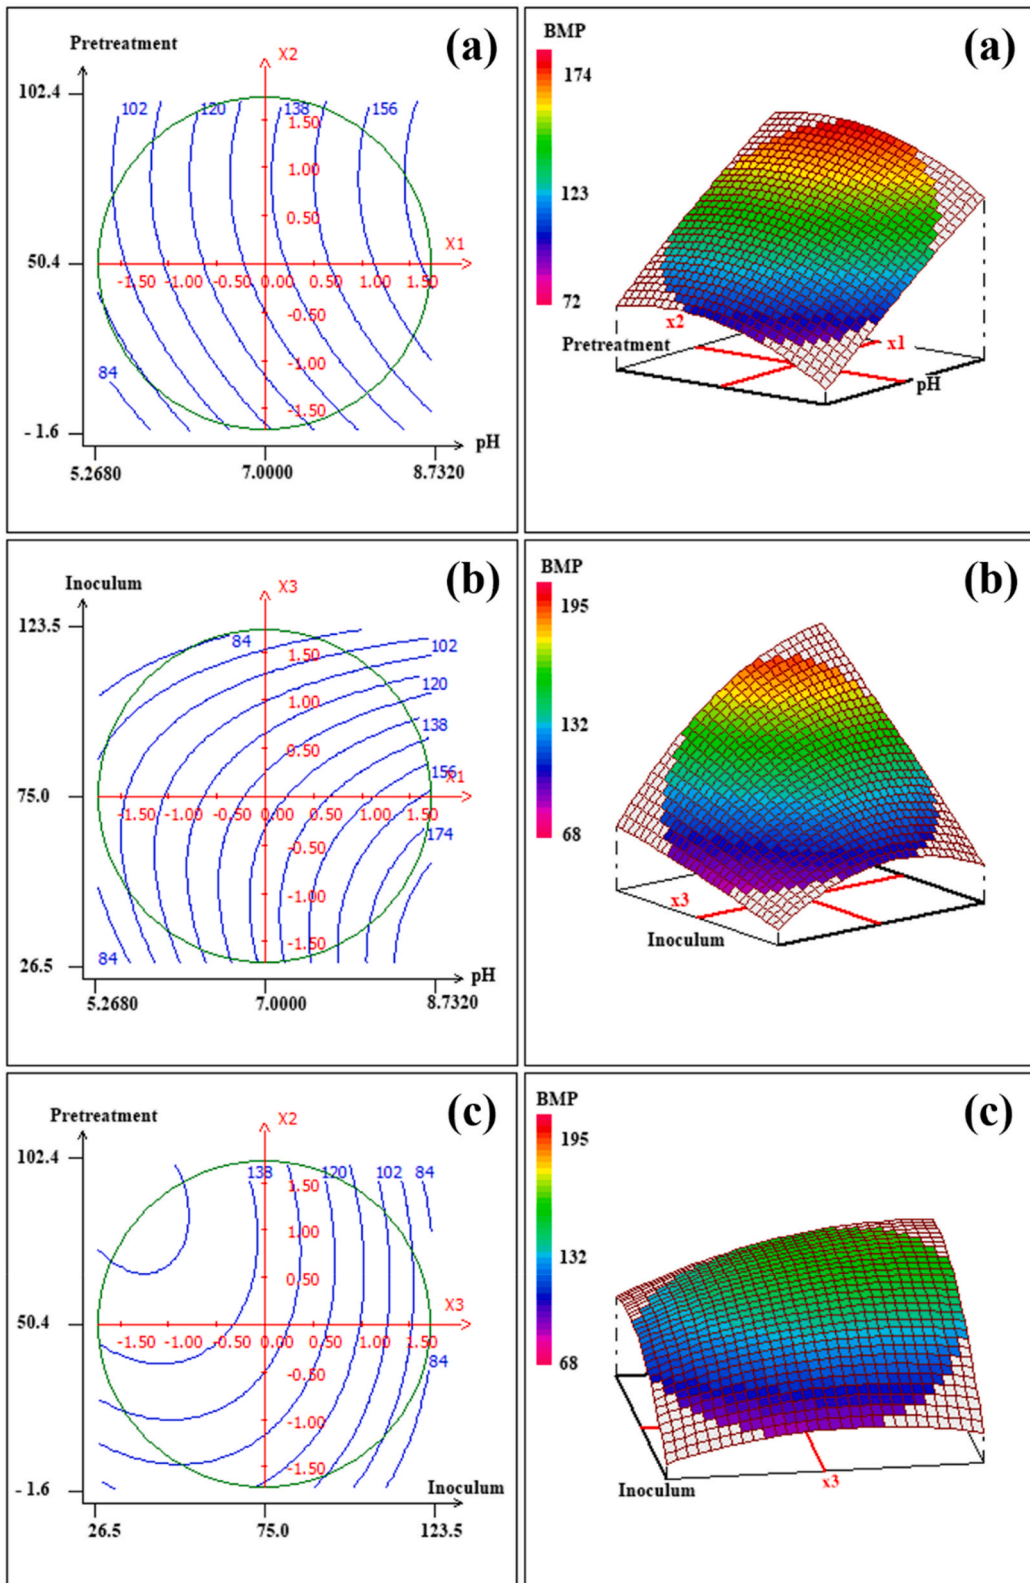 Pretreatment
(a)
X2
102.4
102
120
138
156
1.50
1.00
0.50
X1
50.4
-1.50 -1.00 -0.50 0.00 0.50 1.00 1.50
-0.50
-1.00
84
-1.50
- 1.6
pH
5.2680
7.0000
8.7320
BMP
(a)
174
123
72
x2
Pretreatment
x1
pH
Inoculum
(b)
X3
123.5
84
1.50
102
1.00
120
0.50
138
156
X1
75.0
-1.50 -1.00 -0.50 0.00 0.50 1.00 1.50
174
-0.50
-1.00
-1.50
84
26.5
pH
5.2680
7.0000
8.7320
BMP
(b)
195
132
68
x3
Inoculum
Pretreatment
(c)
X2
102.4
138
120
102
84
1.50
1.00
0.50
X3
50.4
-1.50 -1.00 -0.50 0.00 0.50 1.00 1.50
84
-0.50
-1.00
-1.50
- 1.6
Inoculum
26.5
75.0
123.5
BMP
(c)
195
132
68
Inoculum
x3